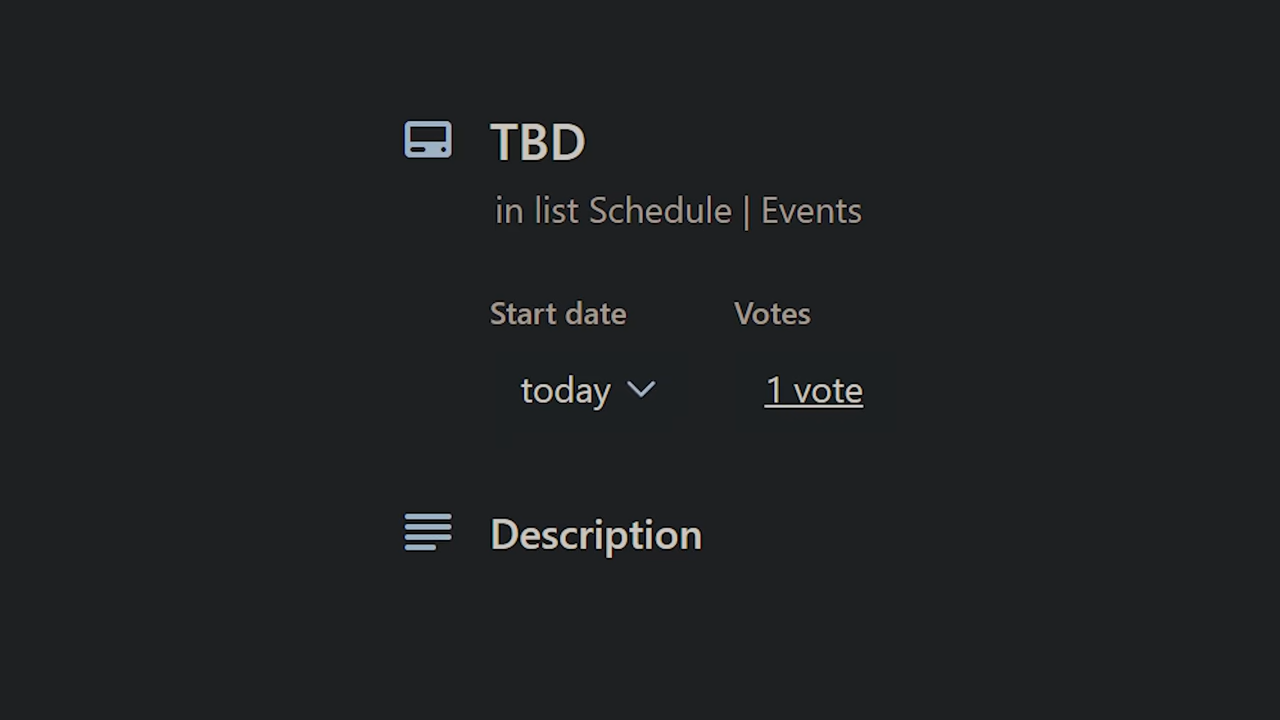 TBD
in list Schedule | Events
Start date Votes
today 1 vote
Description